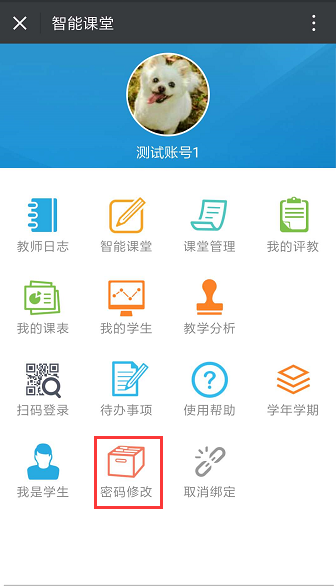 智能课堂
测试账号1
教师日志 智能课堂 课堂管理 我的评教
我的课表 我的学生 教学分析
扫码登录 待办事项 使用帮助 学年学期
我是学生 密码修改 取消绑定